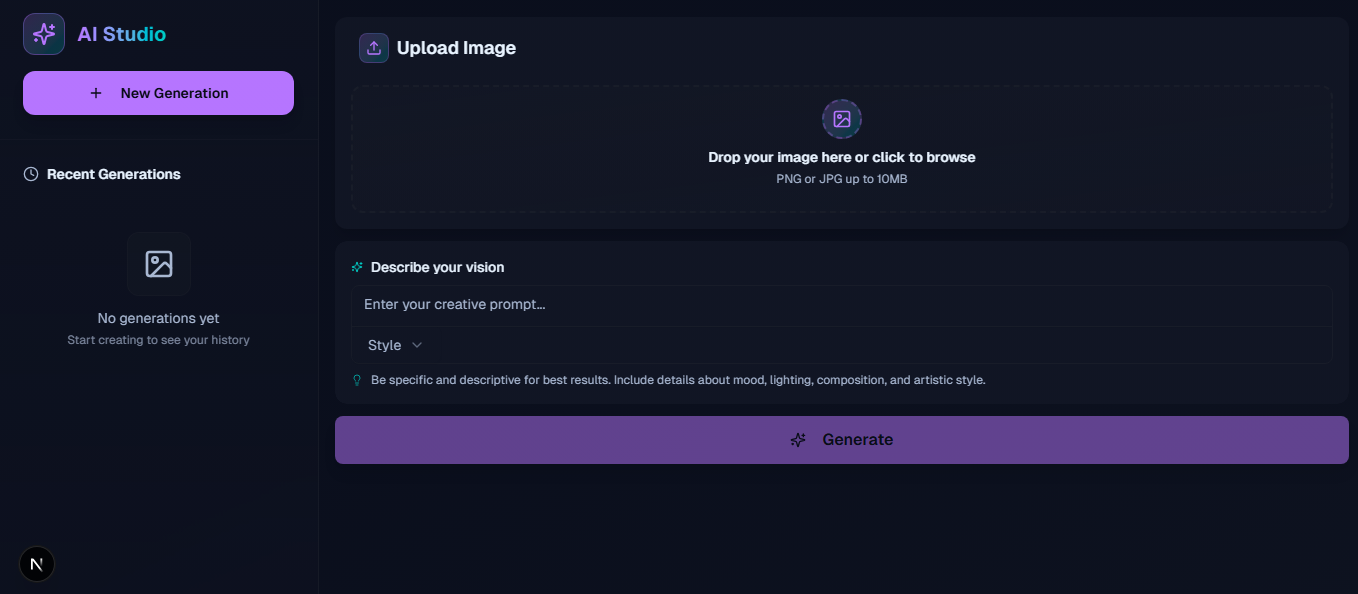 AI Studio
New Generation
Recent Generations
No generations yet
Start creating to see your history
N
Upload Image
Drop your image here or click to browse
PNG or JPG up to 10MB
Describe your vision
Enter your creative prompt...
Style
Be specific and descriptive for best results. Include details about mood, lighting, composition, and artistic style.
Generate